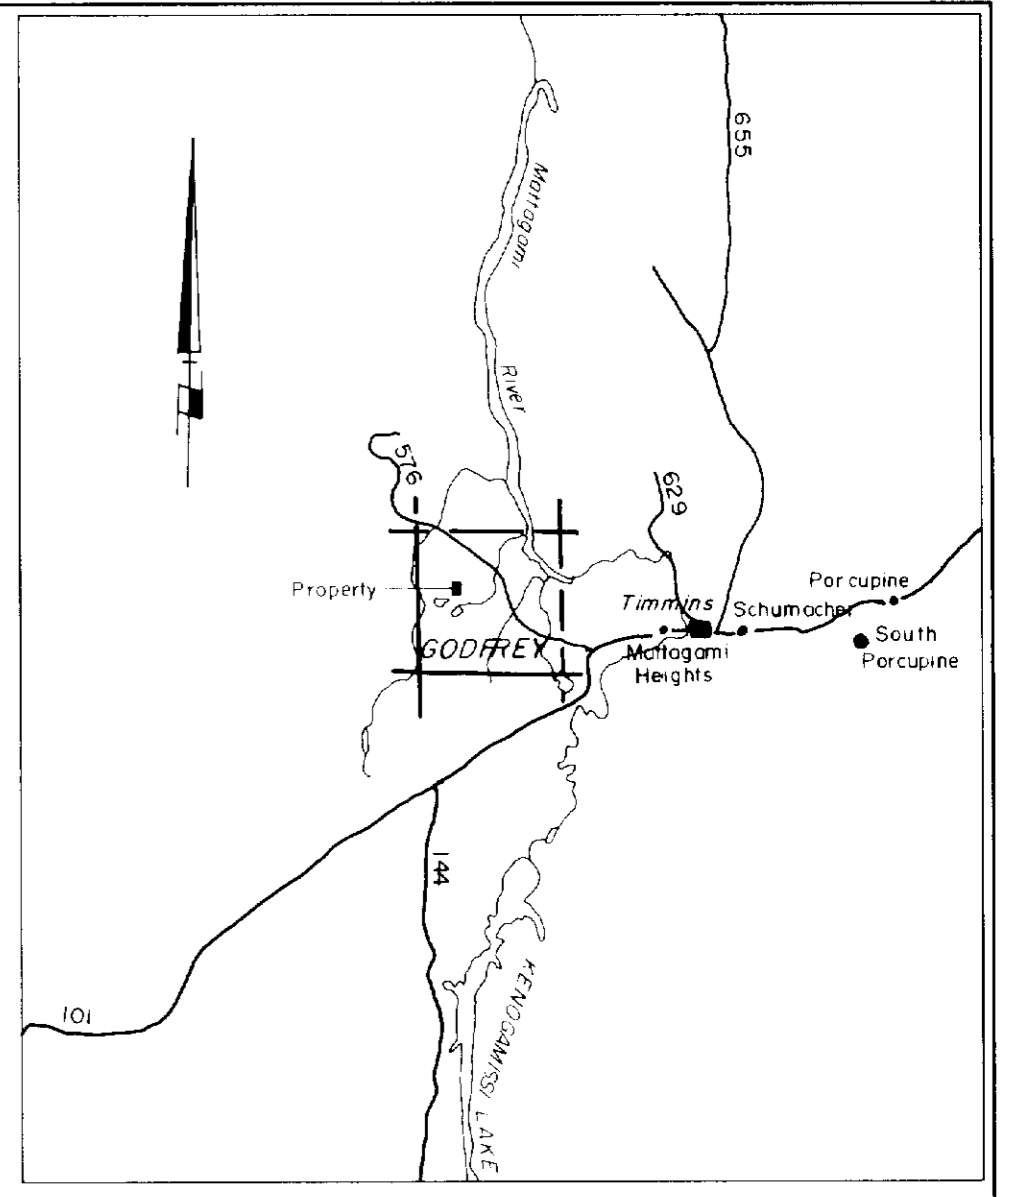 655
Mattagami
River
576
629
Property
Porcupine
Timmins
Schumacher
South
Porcupine
GODFREY
Mattagami
Heights
144
KENOGAMISSI LAKE
101